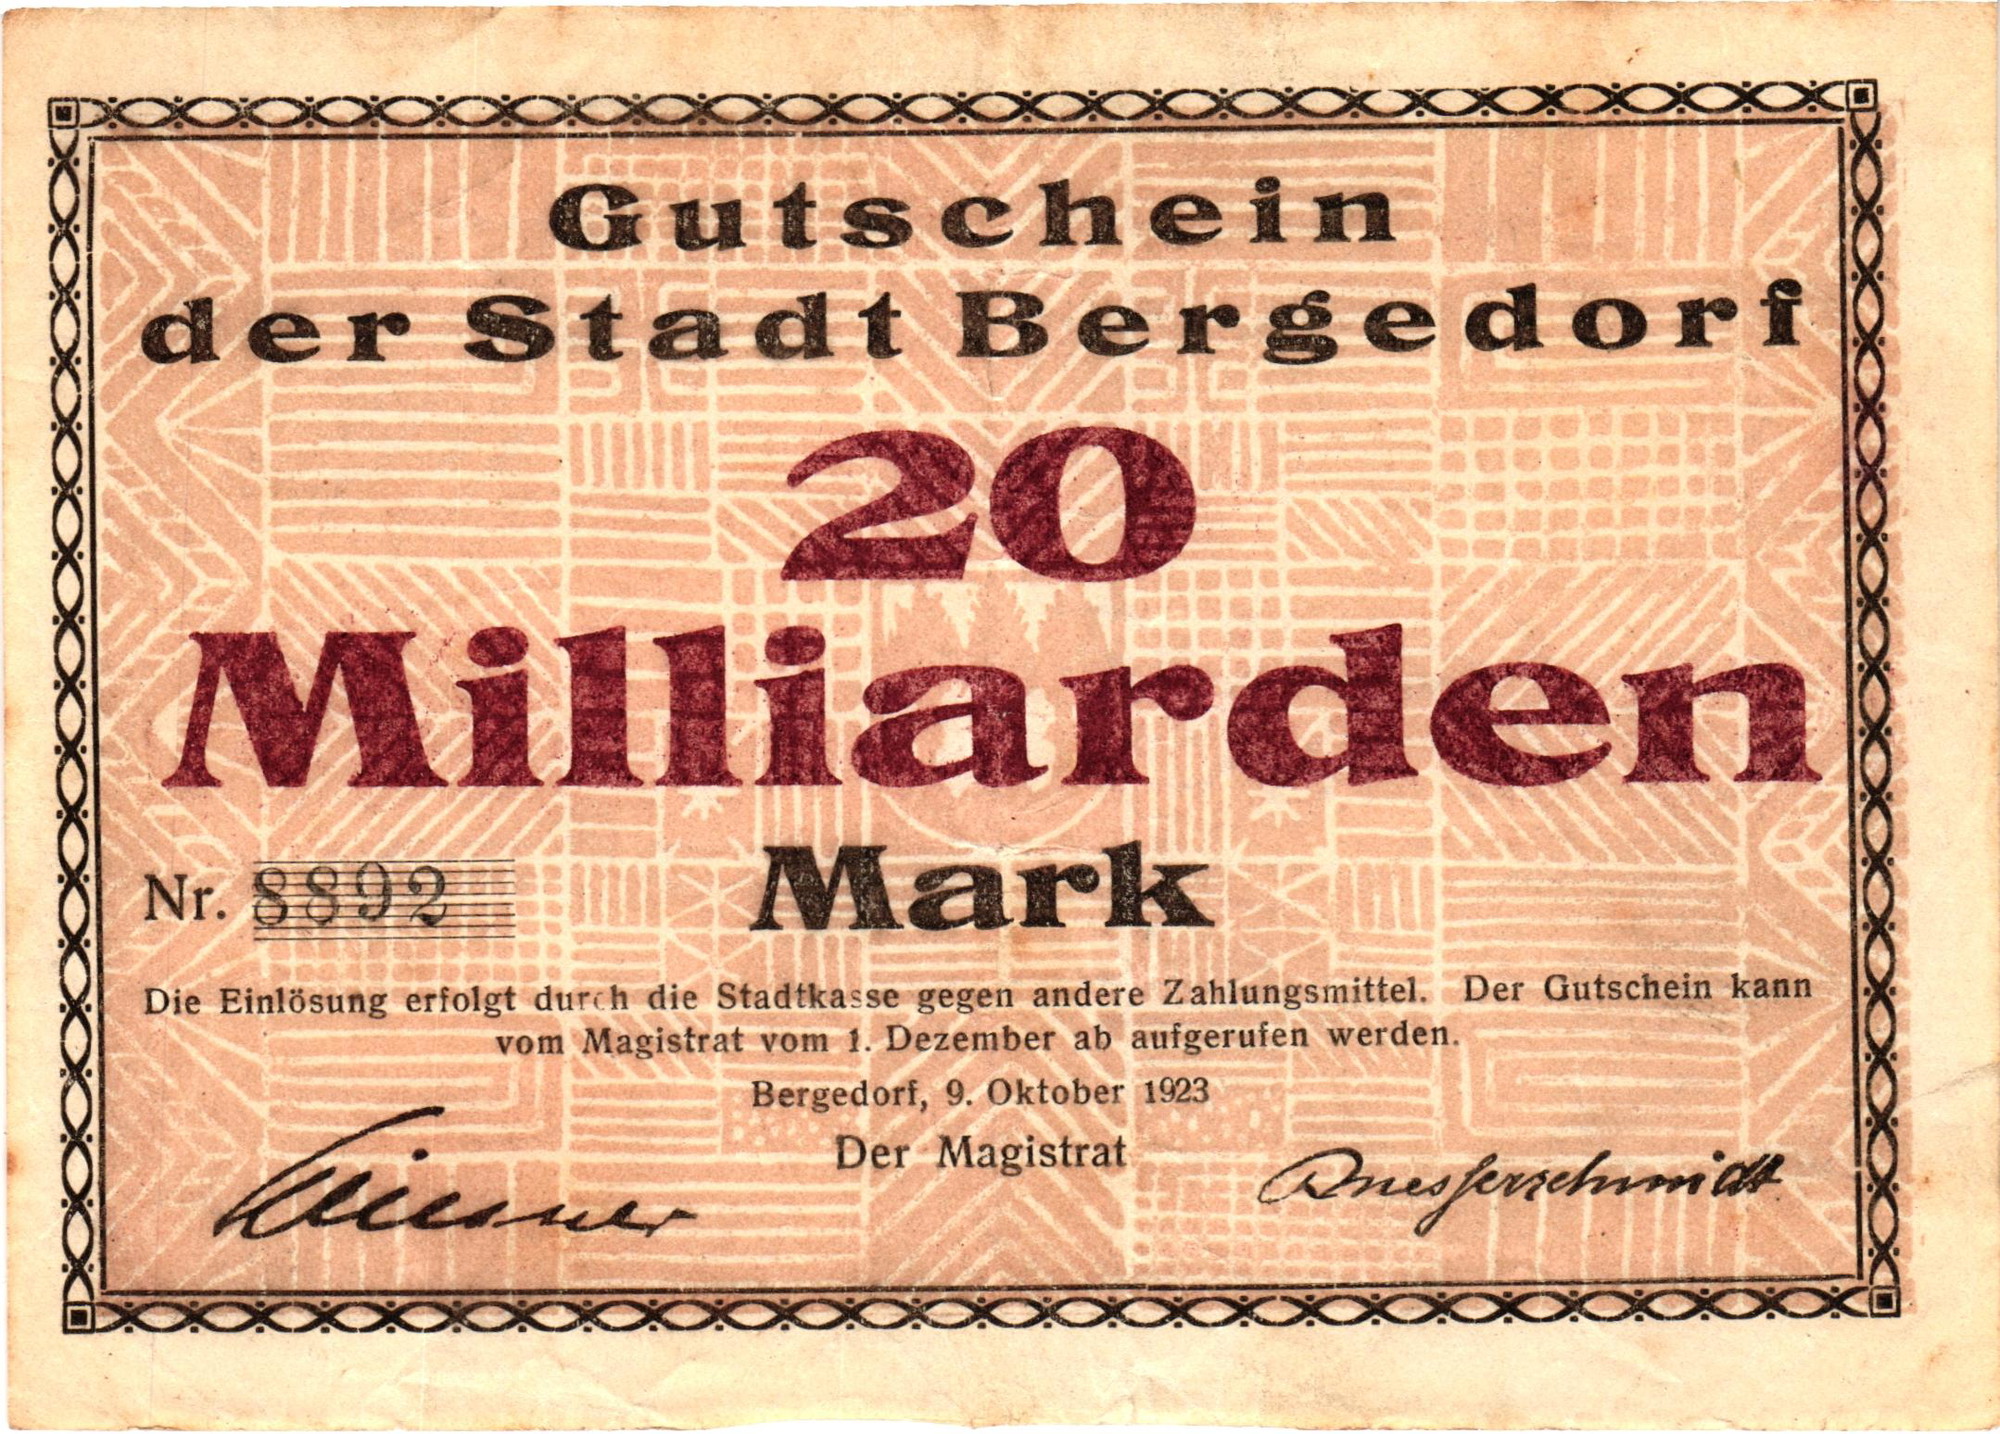 Gutschein
der Stadt Bergedorf
20
Milliarden
Mark
Nr. 8892
Die Einlösung erfolgt durch die Stadtkasse gegen andere Zahlungsmittel. Der Gutschein kann
vom Magistrat vom 1. Dezember ab aufgerufen werden.
Bergedorf, 9. Oktober 1923
Der Magistrat